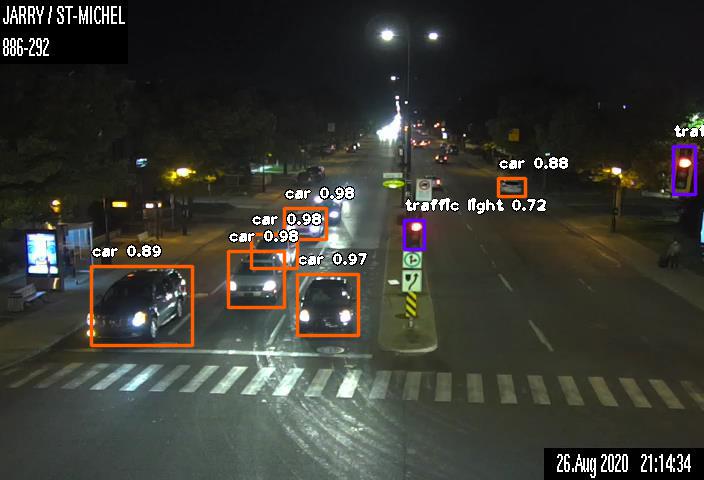 JARRY / ST-MICHEL
886-292
traf
car 0.88
car 0.98
traffic light 0.72
car 0.98
car 0.98
car 0.89
car 0.97
26.Aug 2020 21:14:34